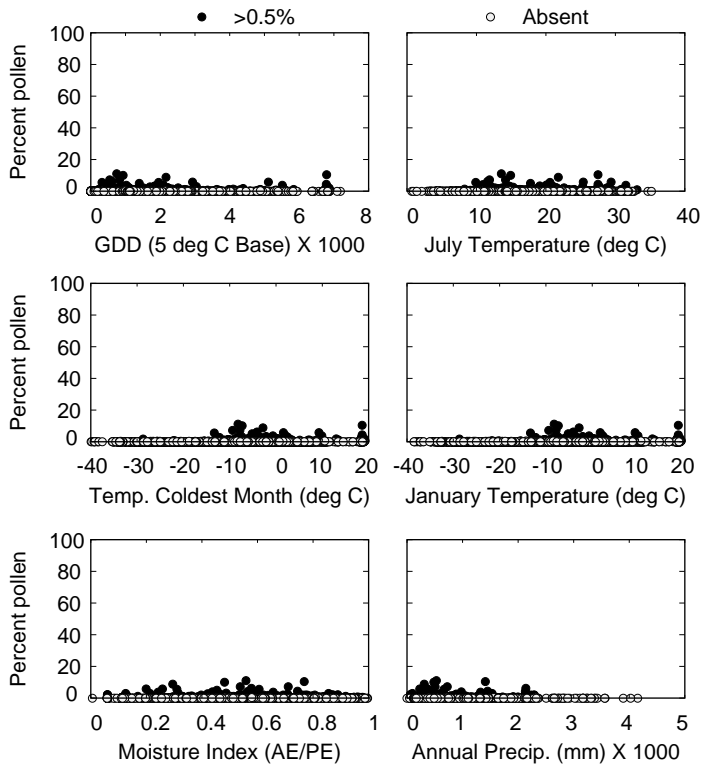 >0.5% Absent
100
80
60
40
20
0
Percent pollen
0 2 4 6 8
GDD (5 deg C Base) X 1000
0 10 20 30 40
July Temperature (deg C)
100
80
60
40
20
0
Percent pollen
-40 -30 -20 -10 0 10 20
Temp. Coldest Month (deg C)
-40 -30 -20 -10 0 10 20
January Temperature (deg C)
100
80
60
40
20
0
Percent pollen
0 0.2 0.4 0.6 0.8 1
Moisture Index (AE/PE)
0 1 2 3 4 5
Annual Precip. (mm) X 1000